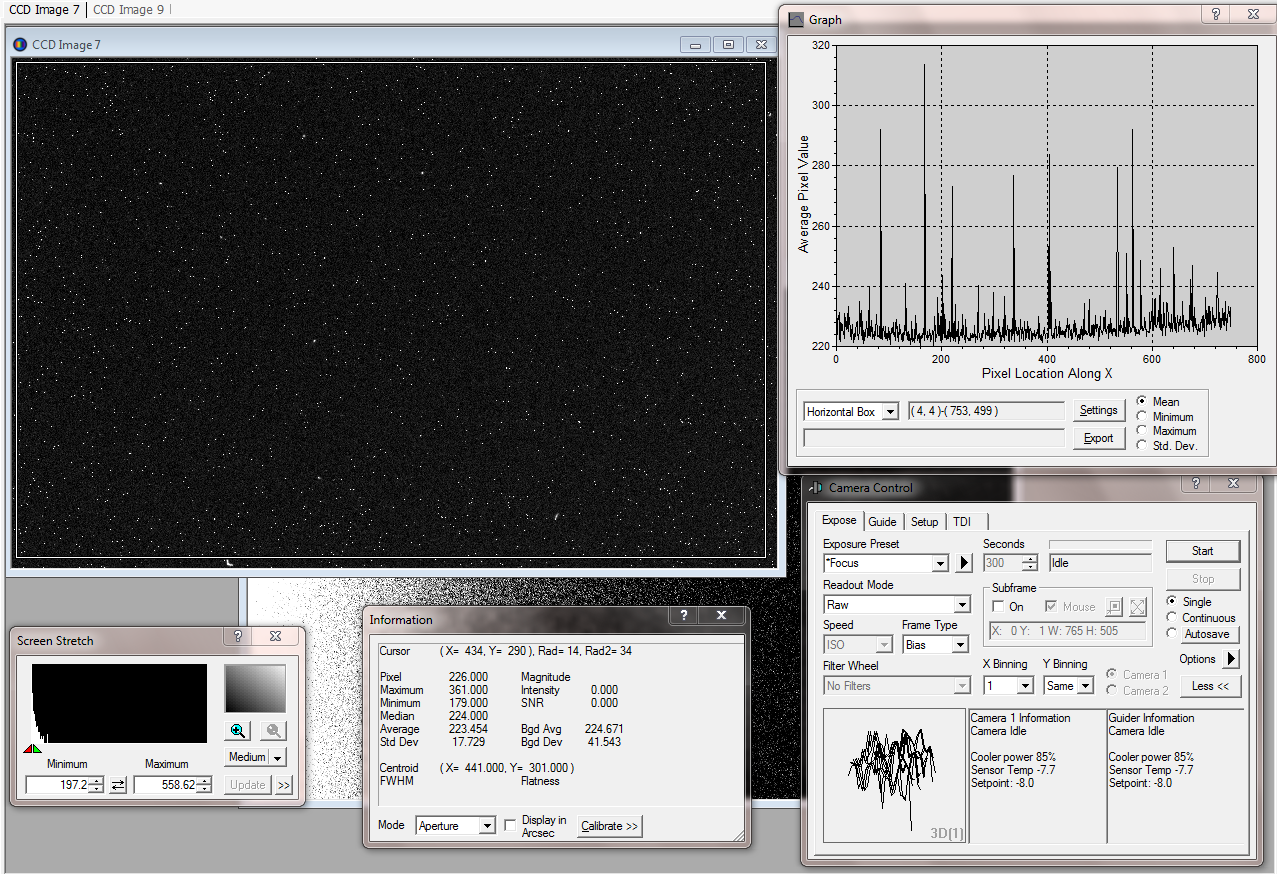 CCD Image 7 | CCD Image 9 |
CCD Image 7
Graph
320
300
280
260
240
220
0 200 400 600 800
Average Pixel Value
Pixel Location Along X
Horizontal Box
( 4, 4 )-( 753, 499 )
Settings
Export
Mean
Minimum
Maximum
Std. Dev.
Camera Control
Expose Guide Setup TDI
Exposure Preset
*Focus
Seconds
300
Idle
Start
Stop
Readout Mode
Raw
Subframe
On Mouse
X: 0 Y: 1 W: 765 H: 505
Single
Continuous
Autosave
Speed
ISO
Frame Type
Bias
Options
Filter Wheel
No Filters
X Binning
1
Y Binning
Same
Camera 1
Camera 2
Less <<
3D[1]
Camera 1 Information
Camera Idle
Cooler power 85%
Sensor Temp -7.7
Setpoint: -8.0
Guider Information
Camera Idle
Cooler power 85%
Sensor Temp -7.7
Setpoint: -8.0
Screen Stretch
Medium
Minimum Maximum
197.2 558.62 Update >>
Information
Cursor ( X= 434, Y= 290 ), Rad= 14, Rad2= 34
Pixel 226.000 Magnitude
Maximum 361.000 Intensity 0.000
Minimum 179.000 SNR 0.000
Median 224.000
Average 223.454 Bgd Avg 224.671
Std Dev 17.729 Bgd Dev 41.543
Centroid ( X= 441.000, Y= 301.000 )
FWHM Flatness
Mode Aperture
Display in
Arcsec
Calibrate >>